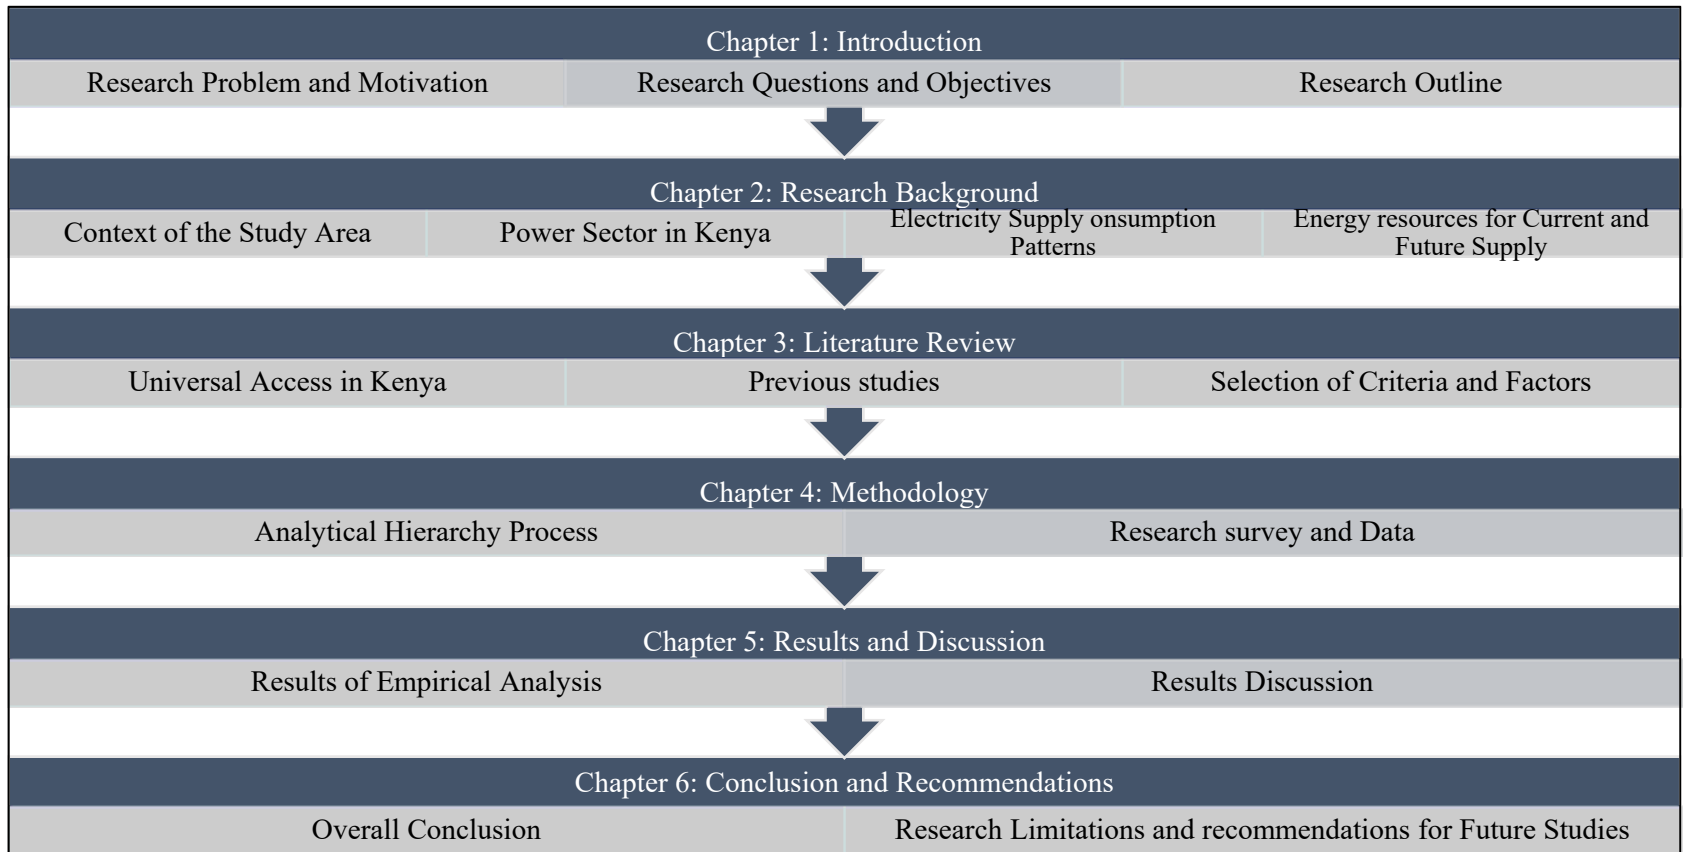 Chapter 1: Introduction
Research Problem and Motivation
Research Questions and Objectives
Research Outline
Chapter 2: Research Background
Context of the Study Area
Power Sector in Kenya
Electricity Supply onsumption
Patterns
Energy resources for Current and
Future Supply
Chapter 3: Literature Review
Universal Access in Kenya
Previous studies
Selection of Criteria and Factors
Chapter 4: Methodology
Analytical Hierarchy Process
Research survey and Data
Chapter 5: Results and Discussion
Results of Empirical Analysis
Results Discussion
Chapter 6: Conclusion and Recommendations
Overall Conclusion
Research Limitations and recommendations for Future Studies